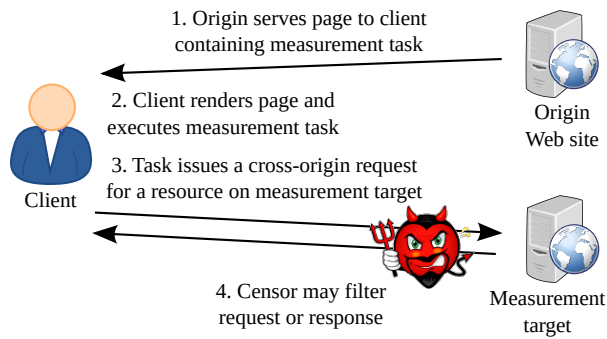 1. Origin serves page to client
containing measurement task
2. Client renders page and
executes measurement task
Origin
Web site
3. Task issues a cross-origin request
for a resource on measurement target
Client
4. Censor may filter
request or response
Measurement
target